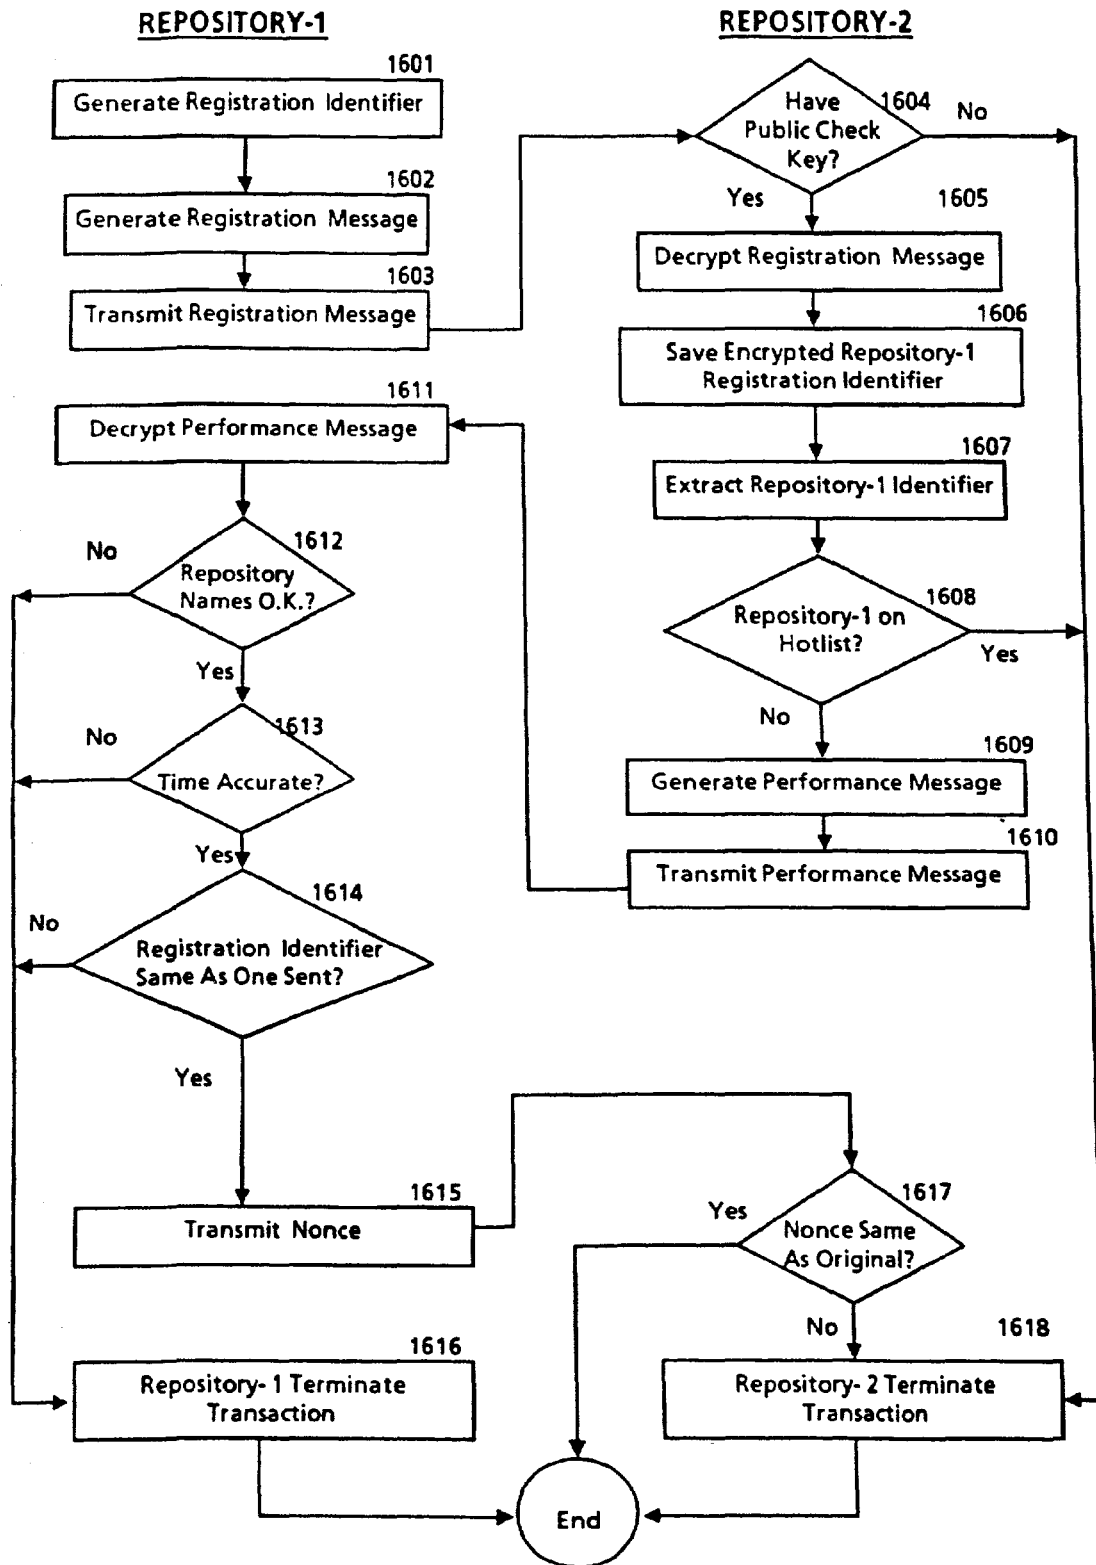 REPOSITORY-1
1601
Generate Registration Identifier
1602
Generate Registration Message
1603
Transmit Registration Message
REPOSITORY-2
1604
Have
Public Check
Key?
No
Yes
1605
Decrypt Registration Message
1606
Save Encrypted Repository-1
Registration Identifier
1607
Extract Repository-1 Identifier
1608
Repository-1 on
Hotlist?
Yes
No
1609
Generate Performance Message
1610
Transmit Performance Message
1611
Decrypt Performance Message
1612
Repository
Names O.K.?
No
Yes
1613
Time Accurate?
No
Yes
1614
Registration Identifier
Same As One Sent?
No
Yes
1615
Transmit Nonce
1617
Nonce Same
As Original?
Yes
No
1616
Repository- 1 Terminate
Transaction
1618
Repository- 2 Terminate
Transaction
End